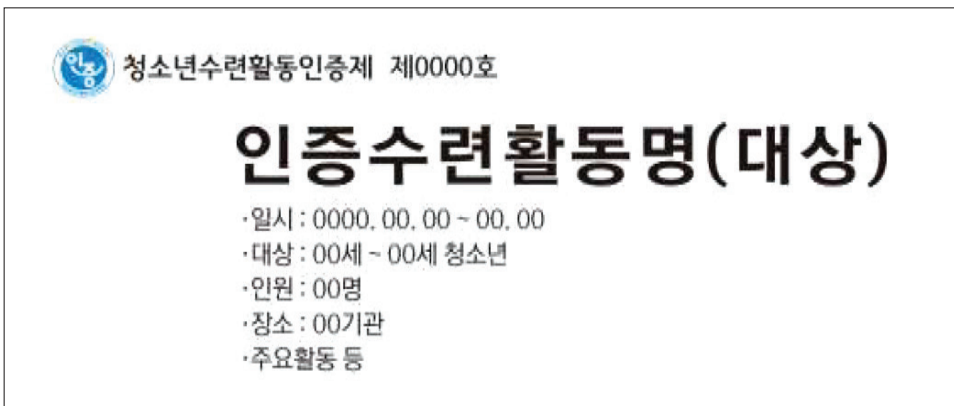 인증
청소년수련활동인증제 제0000호
인증수련활동명(대상)
·일시 : 0000. 00. 00 ~ 00. 00
·대상 : 00세 ~ 00세 청소년
·인원 : 00명
·장소 : 00기관
·주요활동 등